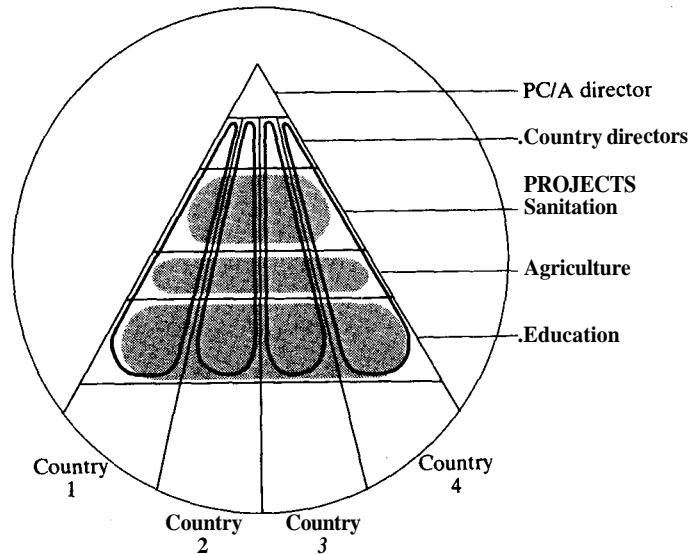 PC/A director
.Country directors
PROJECTS
Sanitation
Agriculture
.Education
Country
1
Country
2
Country
3
Country
4